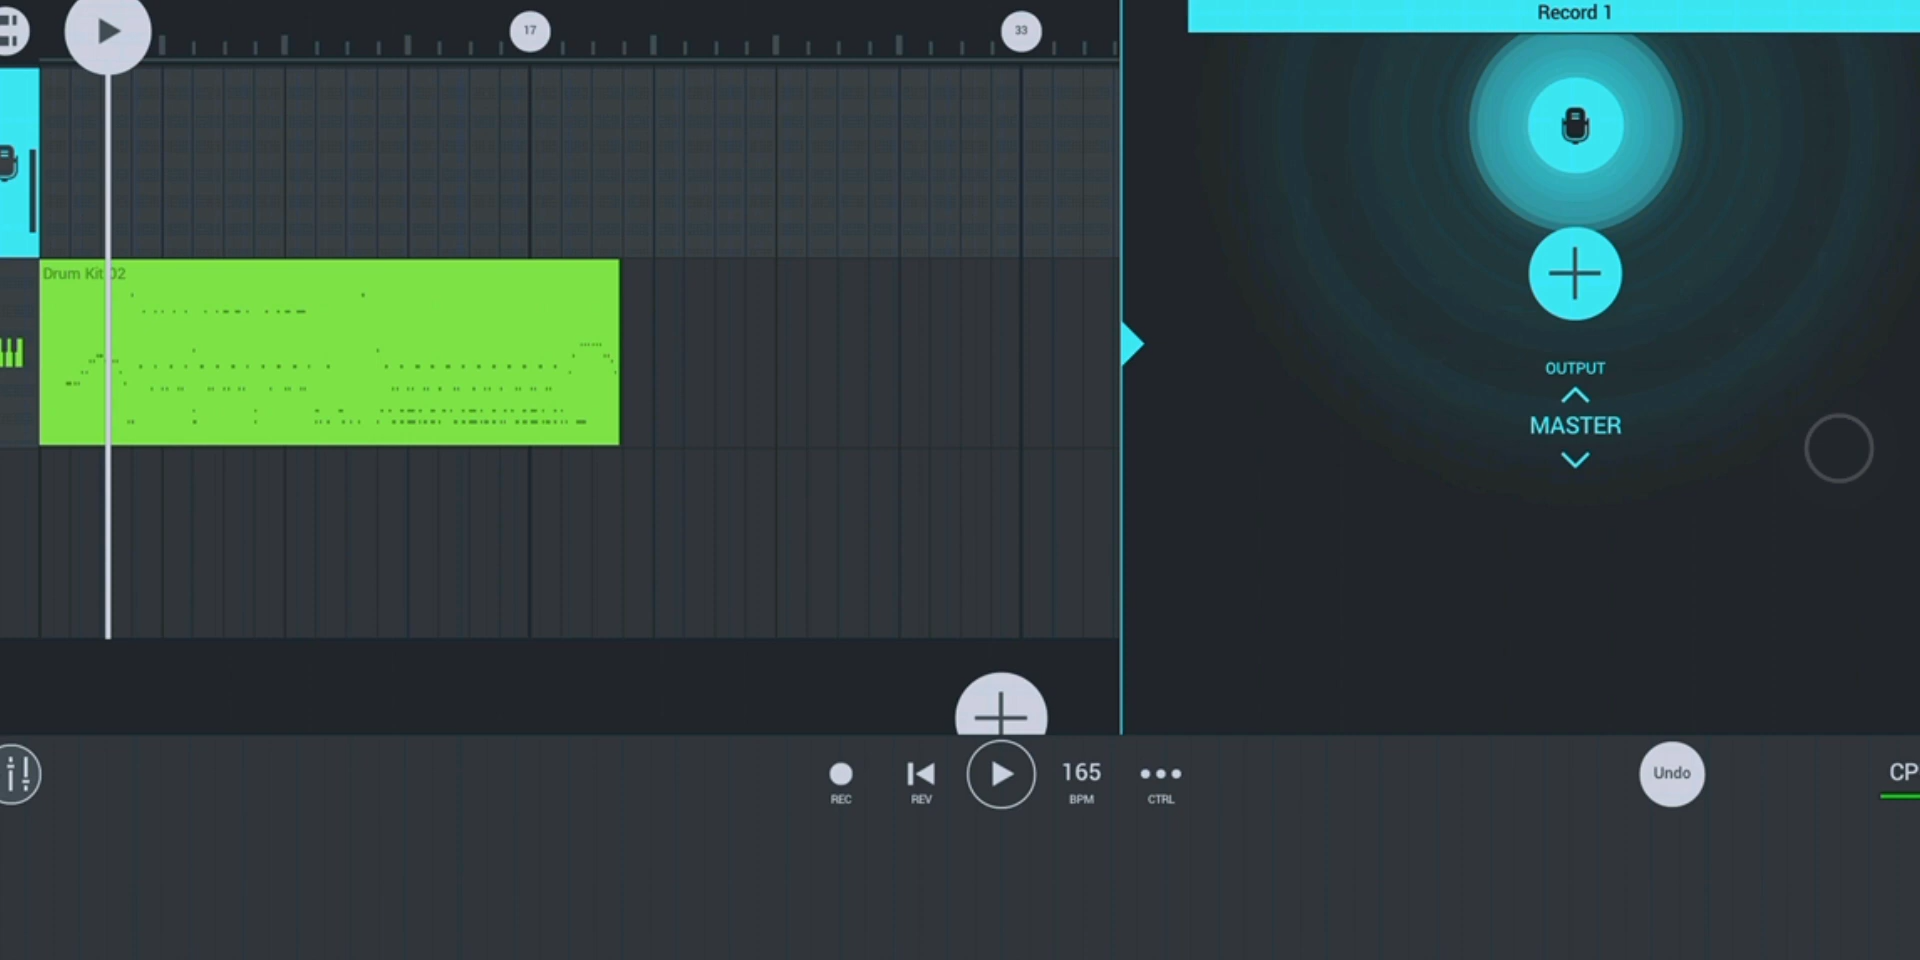 Record 1
17
33
Drum Kit 02
OUTPUT
MASTER
165
REC
REV
BPM
CTRL
Undo
CP